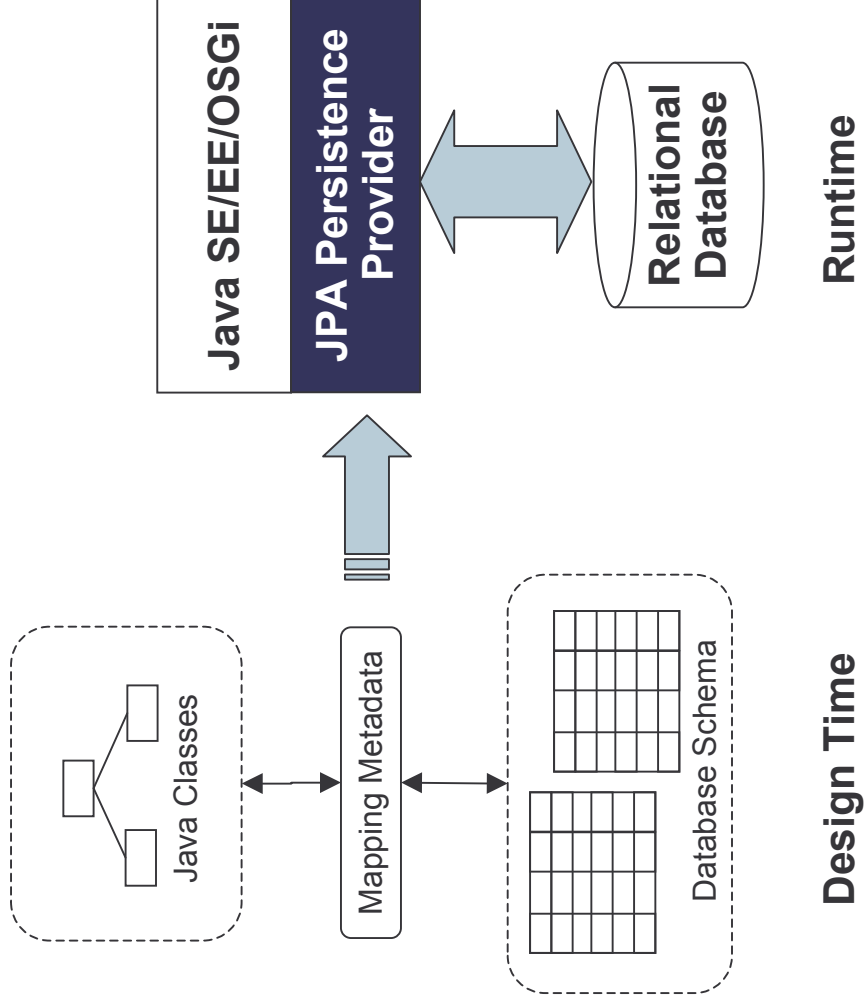 Java Classes
Mapping Metadata
Database Schema
Design Time
Java SE/EE/OSGi
JPA Persistence
Provider
Relational
Database
Runtime